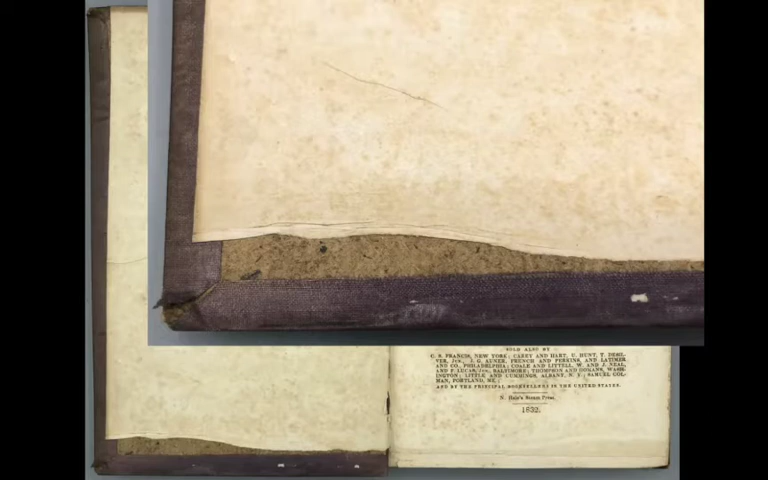 SOLD ALSO BY
C. S. FRANCIS, NEW YORK; CAREY AND HART, U. HUNT, T. DESIL-
VER, Jun., J. G. AUNER, FRENCH AND PERKINS, AND LATIMER
AND CO., PHILADELPHIA; COALE AND LITTELL, W. AND J. NEAL,
AND F. LUCAS, Jun., BALTIMORE; THOMPSON AND HOMANS, WASH-
INGTON; LITTLE AND CUMMINGS, ALBANY, N. Y.; SAMUEL COL-
MAN, PORTLAND, ME.;
AND BY THE PRINCIPAL BOOKSELLERS IN THE UNITED STATES.
N. Hale's Steam Press.
1832.